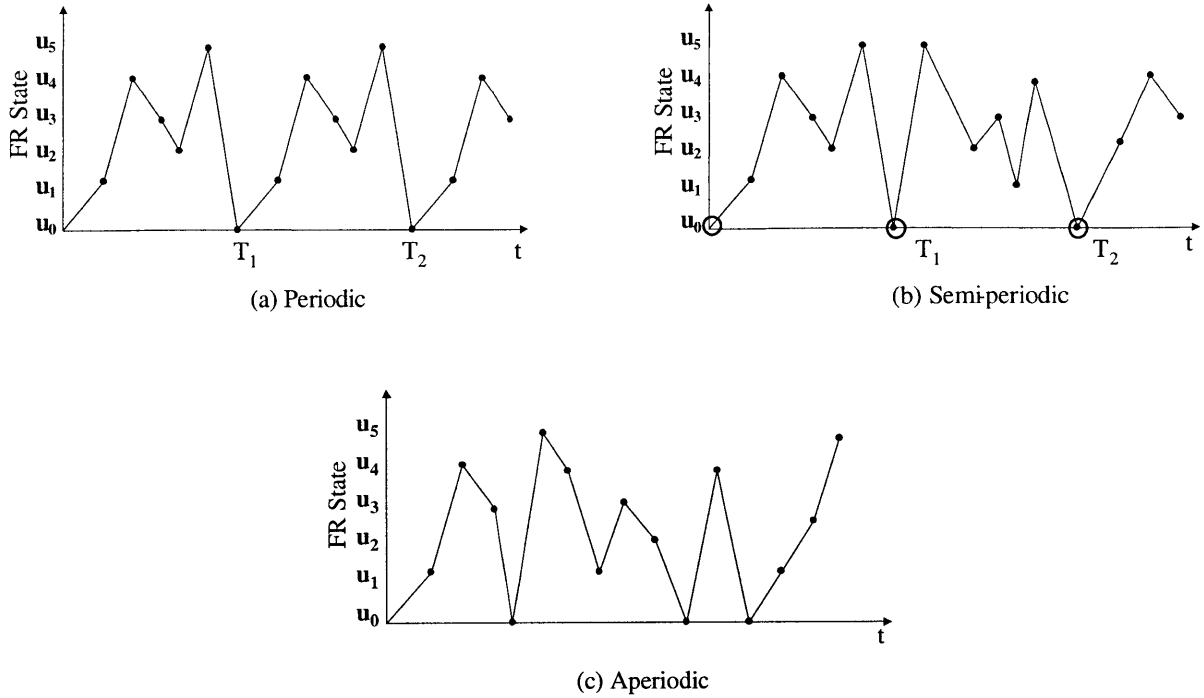 FR State
u5
u4
u3
u2
u1
u0
T1
T2
t
(a) Periodic
FR State
u5
u4
u3
u2
u1
u0
T1
T2
t
(b) Semi-periodic
FR State
u5
u4
u3
u2
u1
u0
t
(c) Aperiodic